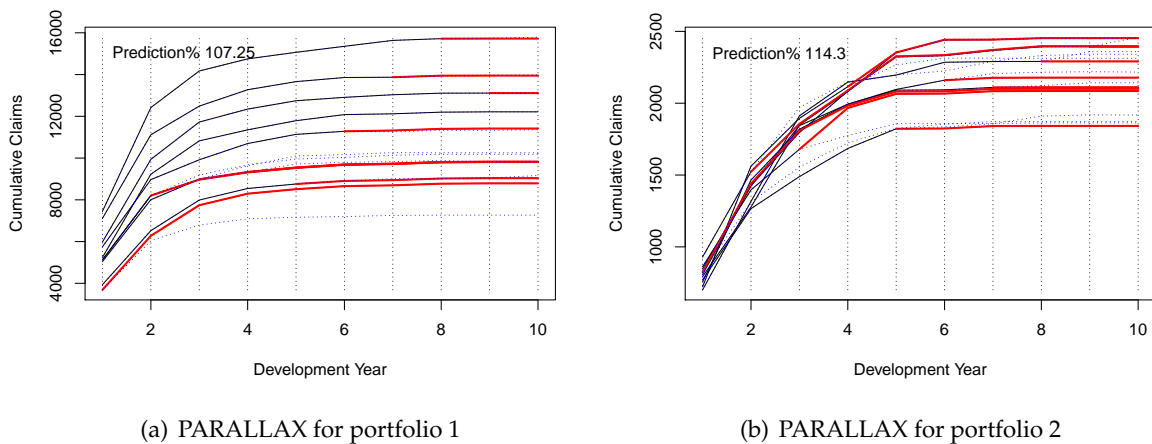 Prediction% 107.25
Cumulative Claims
16000
12000
8000
4000
2 4 6 8 10
Development Year
(a) PARALLAX for portfolio 1
Prediction% 114.3
Cumulative Claims
2500
2000
1500
1000
2 4 6 8 10
Development Year
(b) PARALLAX for portfolio 2